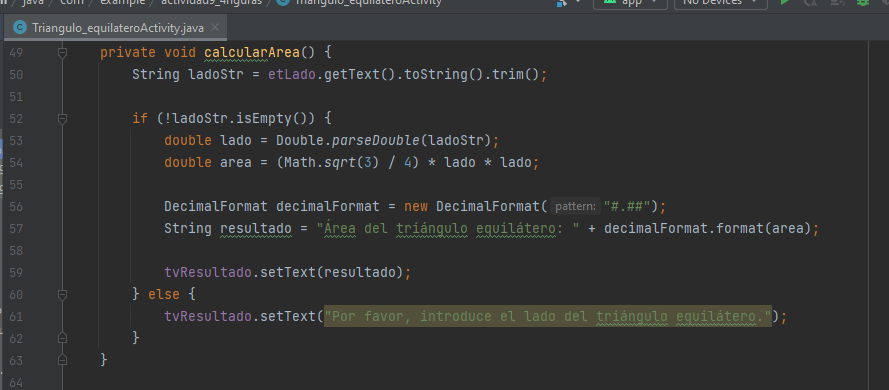 java / com / example / actividad9_4figuras / Triangulo_equilateroActivity app No Devices
Triangulo_equilateroActivity.java ×
49 private void calcularArea() {
50 String ladoStr = etLado.getText().toString().trim();
51
52 if (!ladoStr.isEmpty()) {
53 double lado = Double.parseDouble(ladoStr);
54 double area = (Math.sqrt(3) / 4) * lado * lado;
55
56 DecimalFormat decimalFormat = new DecimalFormat( pattern: "#.##");
57 String resultado = "Área del triángulo equilátero: " + decimalFormat.format(area);
58
59 tvResultado.setText(resultado);
60 } else {
61 tvResultado.setText("Por favor, introduce el lado del triángulo equilátero.");
62 }
63 }
64